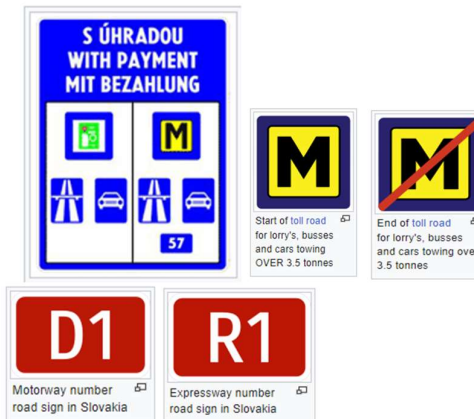 S ÚHRADOU
WITH PAYMENT
MIT BEZAHLUNG
M
57
M
Start of toll road
for lorry's, busses
and cars towing
OVER 3.5 tonnes
M
End of toll road
for lorry's, busses
and cars towing over
3.5 tonnes
D1
Motorway number
road sign in Slovakia
R1
Expressway number
road sign in Slovakia